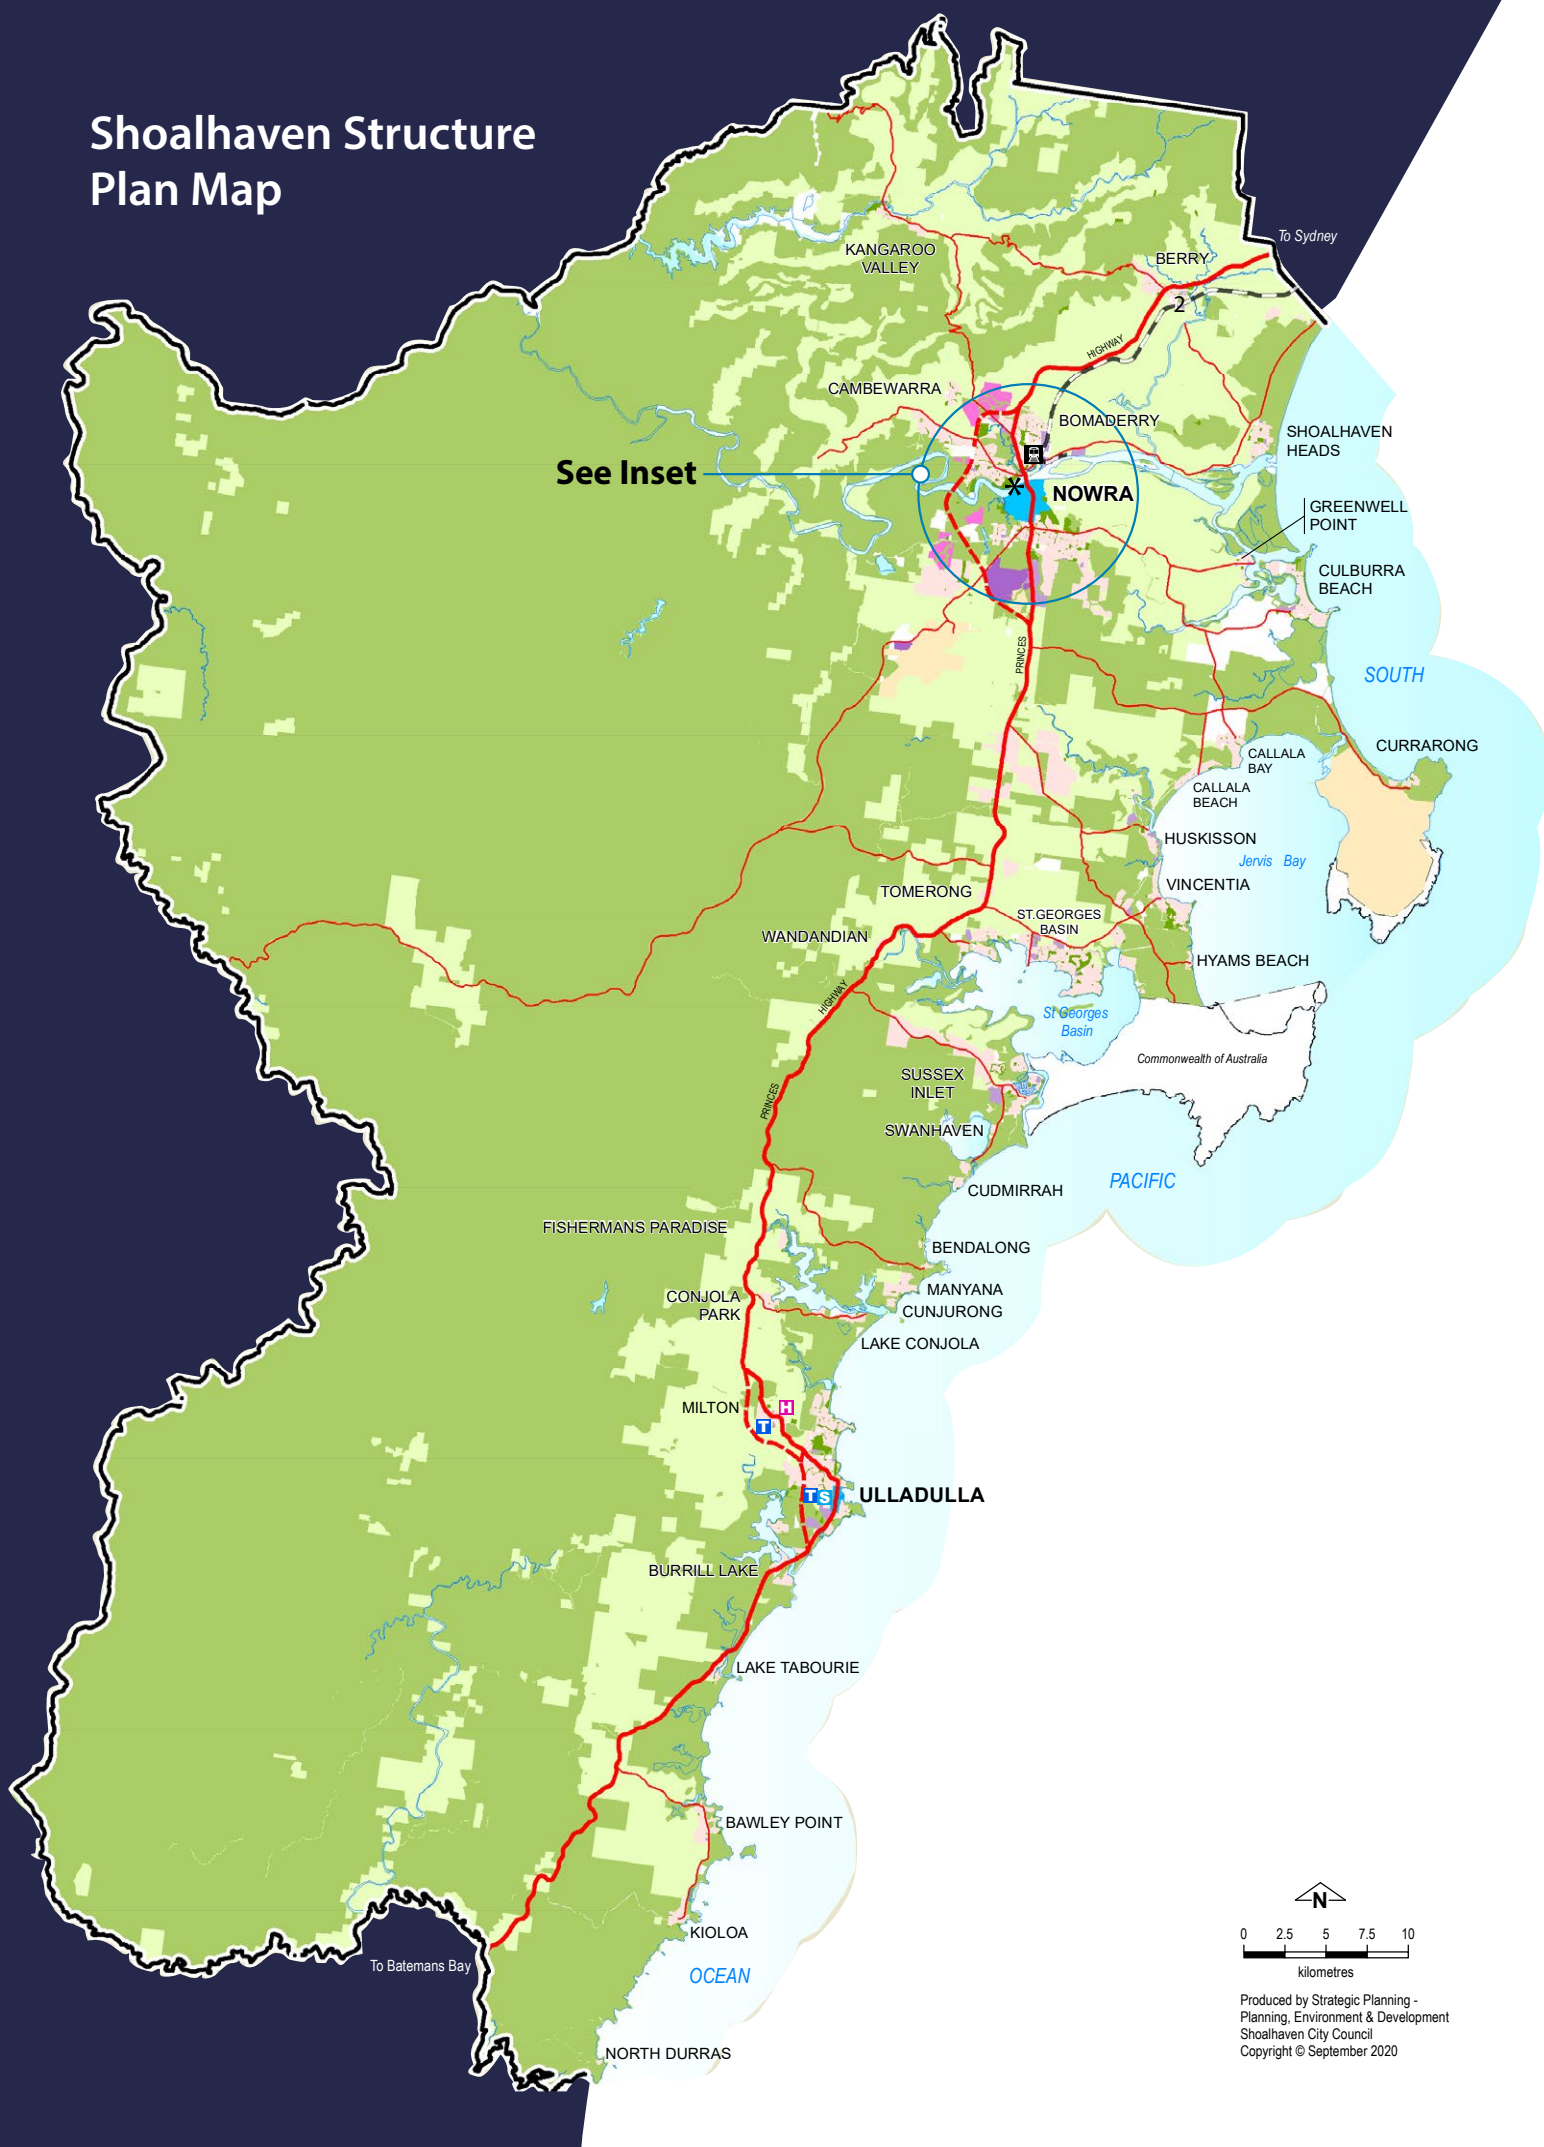 Shoalhaven Structure
Plan Map
To Sydney
KANGAROO
VALLEY
BERRY
2
HIGHWAY
CAMBEWARRA
BOMADERRY
SHOALHAVEN
HEADS
See Inset
*
NOWRA
GREENWELL
POINT
CULBURRA
BEACH
PRINCES
SOUTH
CURRARONG
CALLALA
BAY
CALLALA
BEACH
HUSKISSON
Jervis Bay
VINCENTIA
TOMERONG
ST.GEORGES
BASIN
WANDANDIAN
HYAMS BEACH
HIGHWAY
St Georges
Basin
Commonwealth of Australia
SUSSEX
INLET
PRINCES
SWANHAVEN
PACIFIC
CUDMIRRAH
FISHERMANS PARADISE
BENDALONG
MANYANA
CONJOLA
PARK
CUNJURONG
LAKE CONJOLA
MILTON
H
T
T S
ULLADULLA
BURRILL LAKE
LAKE TABOURIE
BAWLEY POINT
KIOLOA
To Batemans Bay
OCEAN
NORTH DURRAS
N
0 2.5 5 7.5 10
kilometres
Produced by Strategic Planning -
Planning, Environment & Development
Shoalhaven City Council
Copyright © September 2020